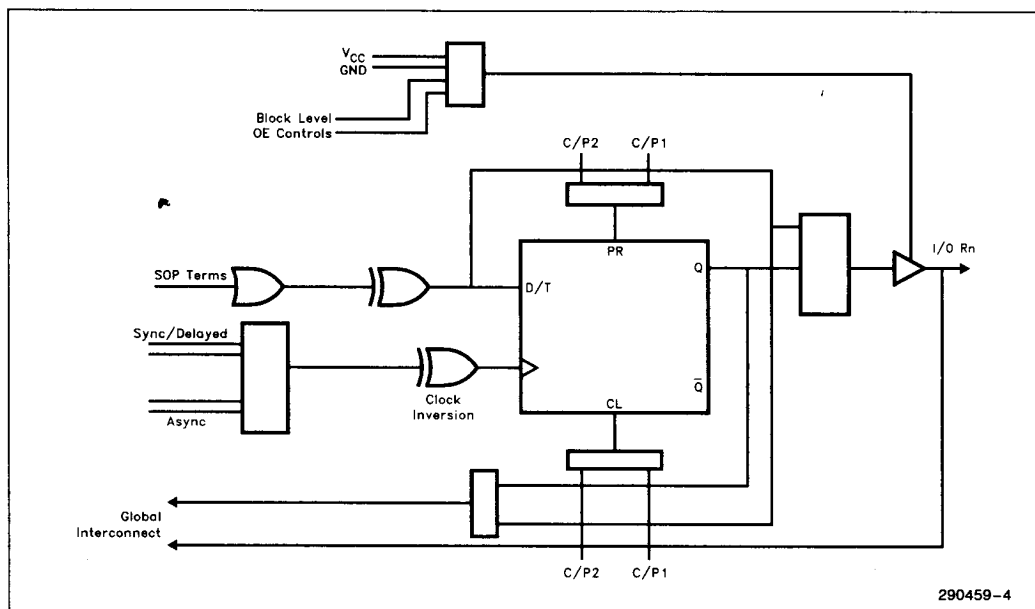 V_CC
GND
Block Level
OE Controls
C/P2
C/P1
PR
I/O Rn
SOP Terms
D/T
Q
Sync/Delayed
Clock
Inversion
Q̅
Async
CL
Global
Interconnect
C/P2
C/P1
290459-4